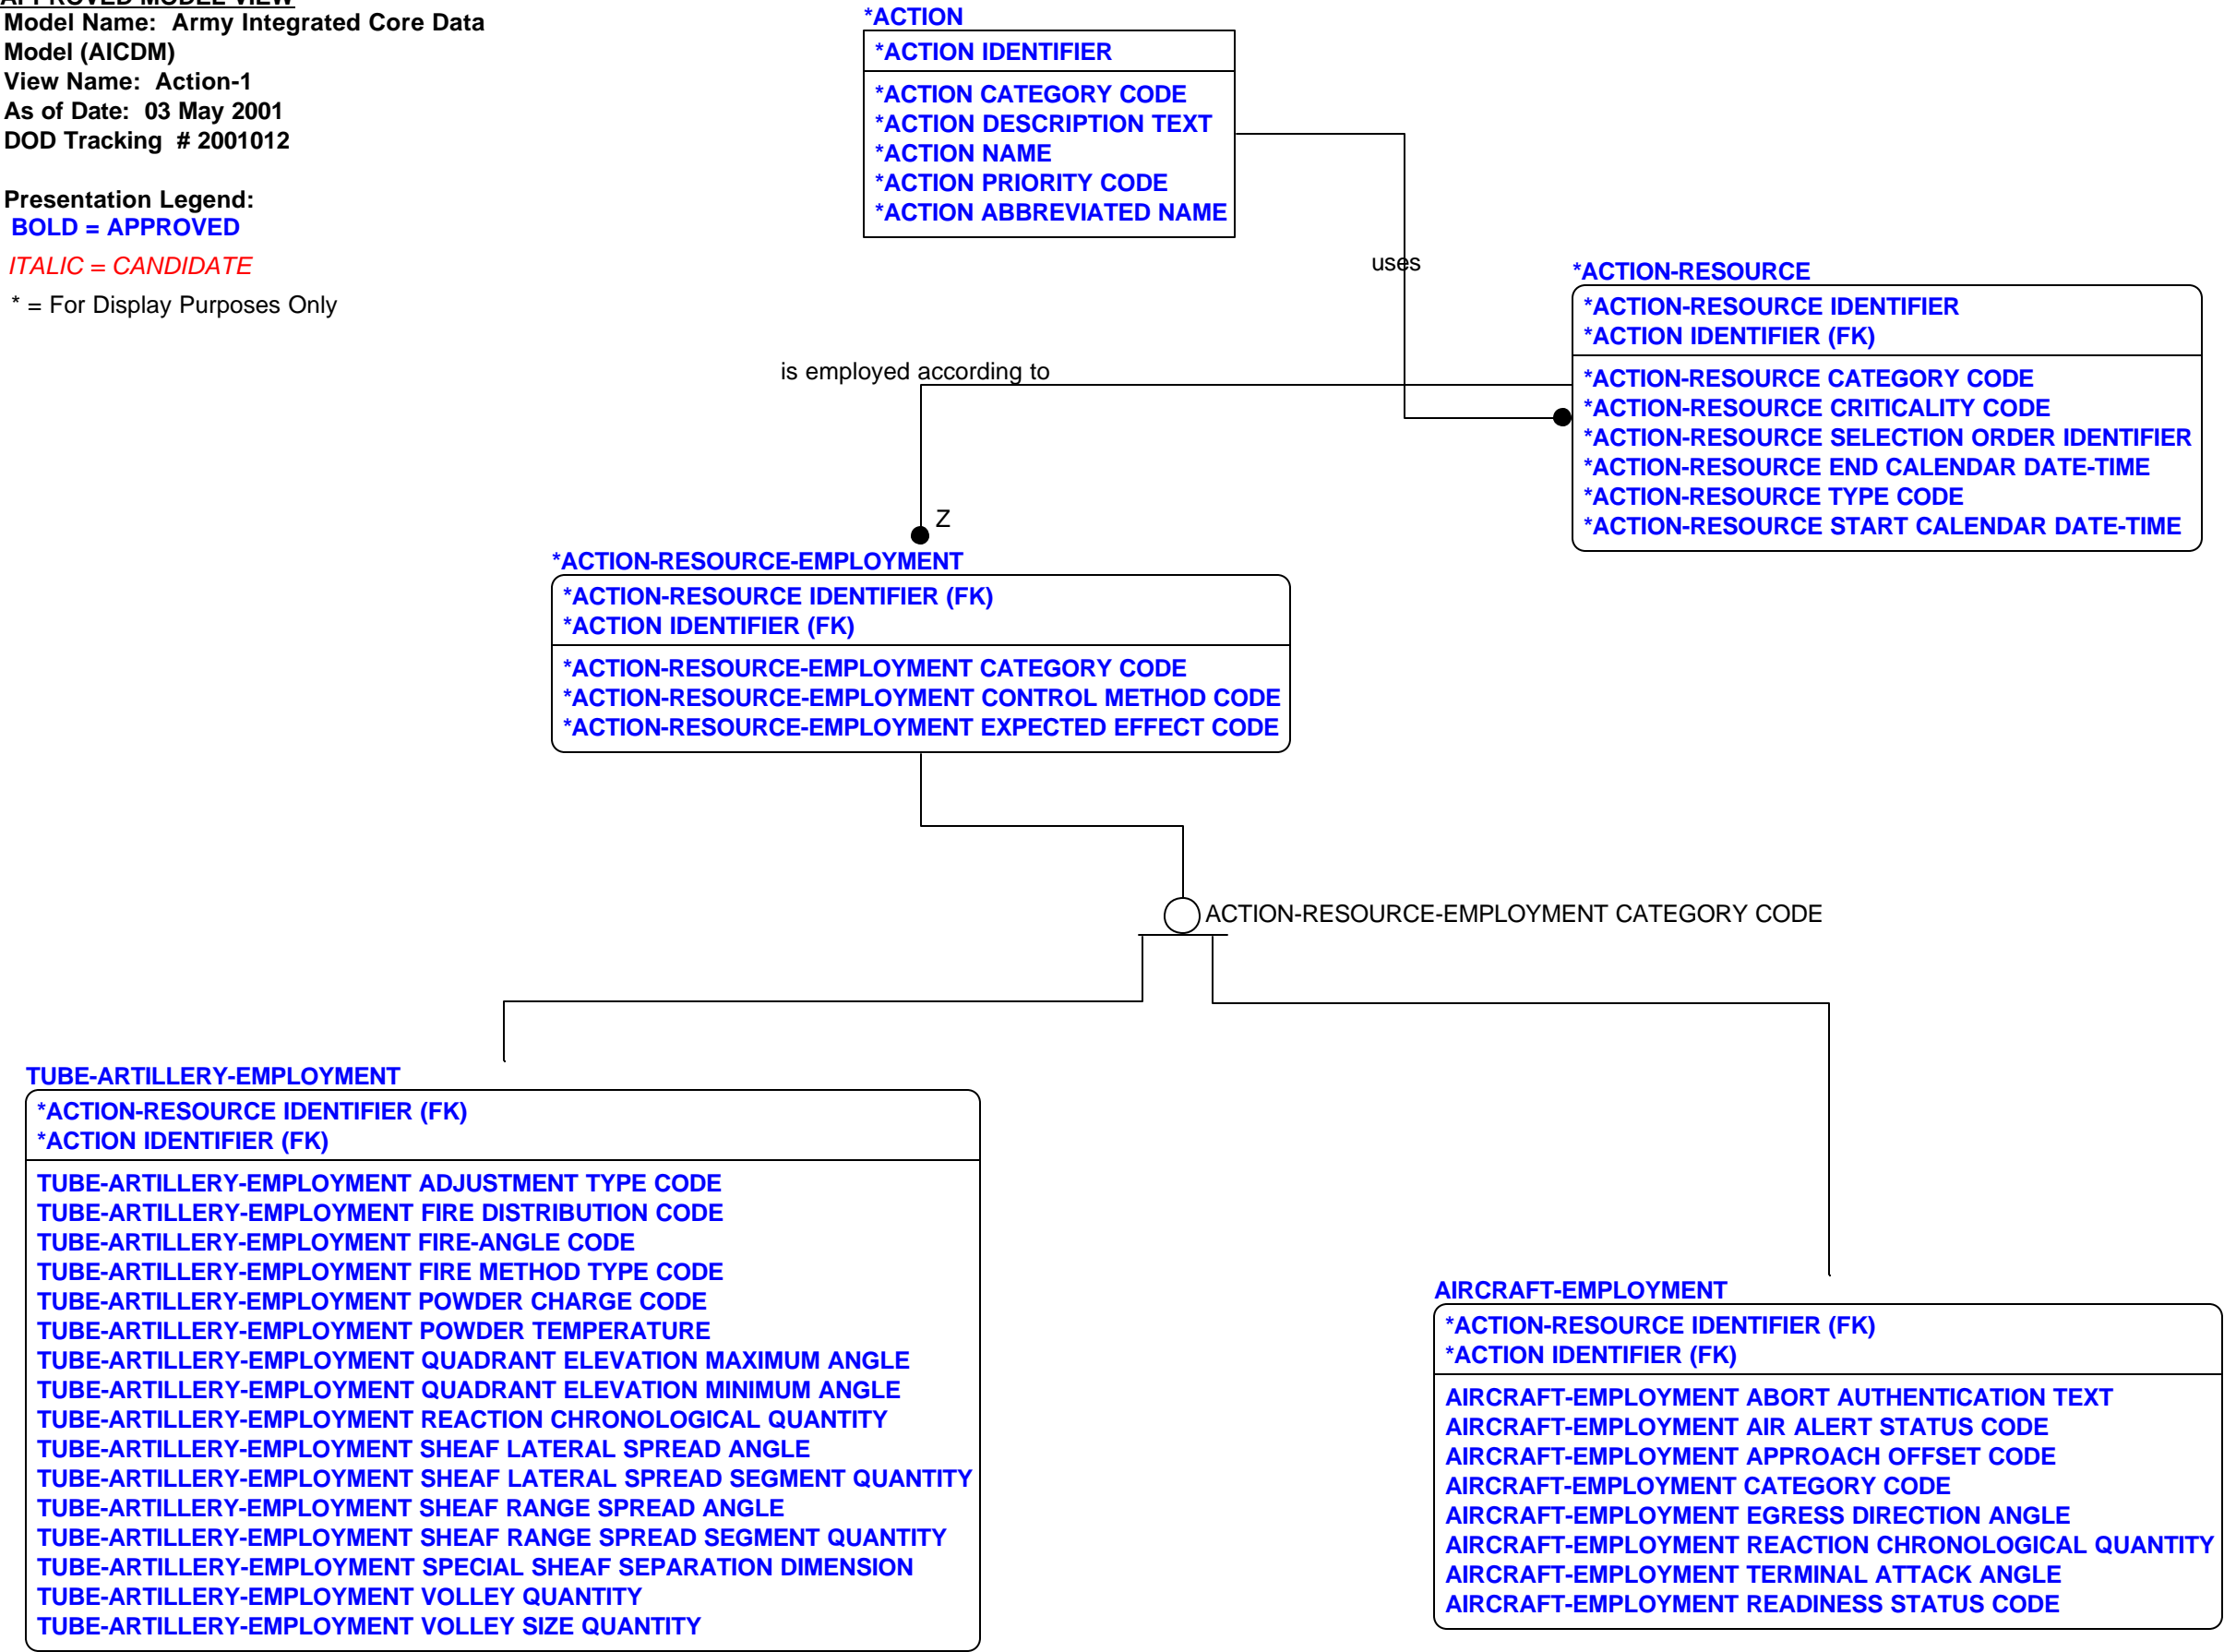 APPROVED MODEL VIEW
Model Name: Army Integrated Core Data
Model (AICDM)
View Name: Action-1
As of Date: 03 May 2001
DOD Tracking # 2001012
Presentation Legend:
BOLD = APPROVED
ITALIC = CANDIDATE
* = For Display Purposes Only
*ACTION
*ACTION IDENTIFIER
*ACTION CATEGORY CODE
*ACTION DESCRIPTION TEXT
*ACTION NAME
*ACTION PRIORITY CODE
*ACTION ABBREVIATED NAME
uses
*ACTION-RESOURCE
*ACTION-RESOURCE IDENTIFIER
*ACTION IDENTIFIER (FK)
*ACTION-RESOURCE CATEGORY CODE
*ACTION-RESOURCE CRITICALITY CODE
*ACTION-RESOURCE SELECTION ORDER IDENTIFIER
*ACTION-RESOURCE END CALENDAR DATE-TIME
*ACTION-RESOURCE TYPE CODE
*ACTION-RESOURCE START CALENDAR DATE-TIME
is employed according to
Z
*ACTION-RESOURCE-EMPLOYMENT
*ACTION-RESOURCE IDENTIFIER (FK)
*ACTION IDENTIFIER (FK)
*ACTION-RESOURCE-EMPLOYMENT CATEGORY CODE
*ACTION-RESOURCE-EMPLOYMENT CONTROL METHOD CODE
*ACTION-RESOURCE-EMPLOYMENT EXPECTED EFFECT CODE
ACTION-RESOURCE-EMPLOYMENT CATEGORY CODE
TUBE-ARTILLERY-EMPLOYMENT
*ACTION-RESOURCE IDENTIFIER (FK)
*ACTION IDENTIFIER (FK)
TUBE-ARTILLERY-EMPLOYMENT ADJUSTMENT TYPE CODE
TUBE-ARTILLERY-EMPLOYMENT FIRE DISTRIBUTION CODE
TUBE-ARTILLERY-EMPLOYMENT FIRE-ANGLE CODE
TUBE-ARTILLERY-EMPLOYMENT FIRE METHOD TYPE CODE
TUBE-ARTILLERY-EMPLOYMENT POWDER CHARGE CODE
TUBE-ARTILLERY-EMPLOYMENT POWDER TEMPERATURE
TUBE-ARTILLERY-EMPLOYMENT QUADRANT ELEVATION MAXIMUM ANGLE
TUBE-ARTILLERY-EMPLOYMENT QUADRANT ELEVATION MINIMUM ANGLE
TUBE-ARTILLERY-EMPLOYMENT REACTION CHRONOLOGICAL QUANTITY
TUBE-ARTILLERY-EMPLOYMENT SHEAF LATERAL SPREAD ANGLE
TUBE-ARTILLERY-EMPLOYMENT SHEAF LATERAL SPREAD SEGMENT QUANTITY
TUBE-ARTILLERY-EMPLOYMENT SHEAF RANGE SPREAD ANGLE
TUBE-ARTILLERY-EMPLOYMENT SHEAF RANGE SPREAD SEGMENT QUANTITY
TUBE-ARTILLERY-EMPLOYMENT SPECIAL SHEAF SEPARATION DIMENSION
TUBE-ARTILLERY-EMPLOYMENT VOLLEY QUANTITY
TUBE-ARTILLERY-EMPLOYMENT VOLLEY SIZE QUANTITY
AIRCRAFT-EMPLOYMENT
*ACTION-RESOURCE IDENTIFIER (FK)
*ACTION IDENTIFIER (FK)
AIRCRAFT-EMPLOYMENT ABORT AUTHENTICATION TEXT
AIRCRAFT-EMPLOYMENT AIR ALERT STATUS CODE
AIRCRAFT-EMPLOYMENT APPROACH OFFSET CODE
AIRCRAFT-EMPLOYMENT CATEGORY CODE
AIRCRAFT-EMPLOYMENT EGRESS DIRECTION ANGLE
AIRCRAFT-EMPLOYMENT REACTION CHRONOLOGICAL QUANTITY
AIRCRAFT-EMPLOYMENT TERMINAL ATTACK ANGLE
AIRCRAFT-EMPLOYMENT READINESS STATUS CODE